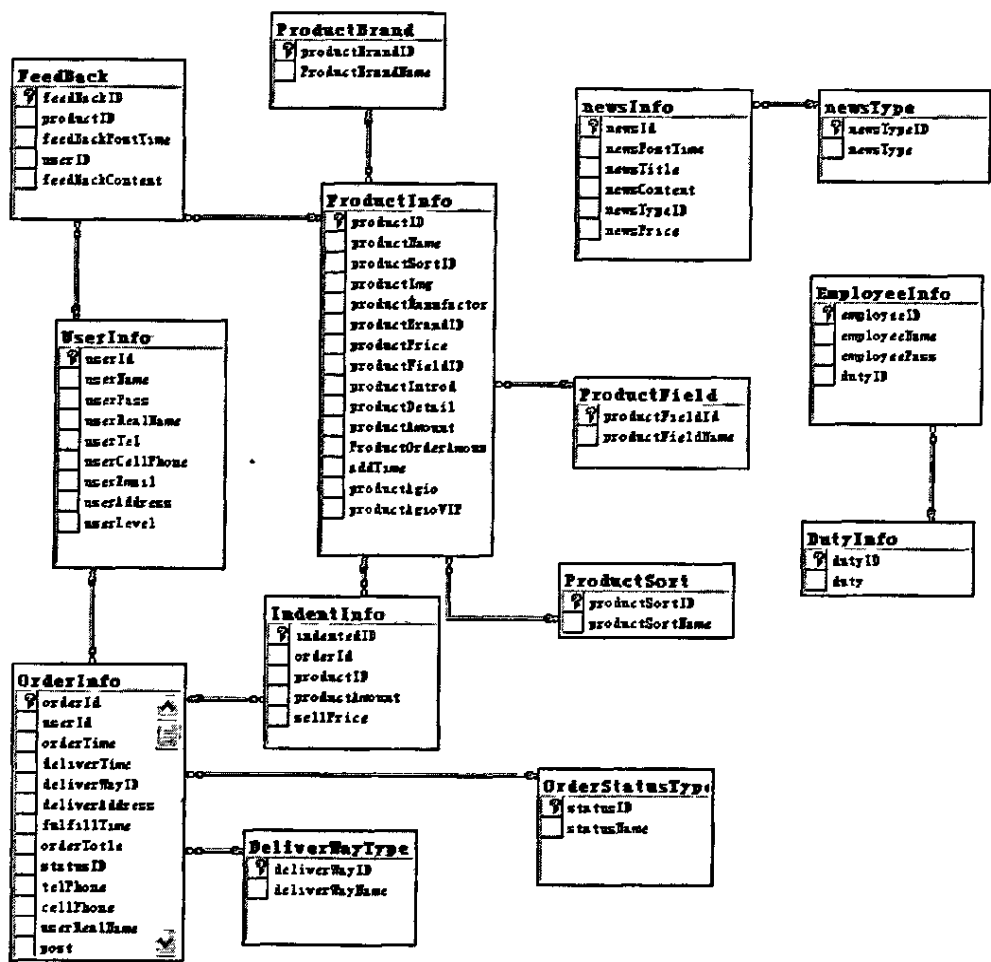 ProductBrand
productBrandID
ProductBrandName
FeedBack
feedBackID
productID
feedBackPostTime
userID
feedBackContent
newsInfo
newsId
newsPostTime
newsTitle
newsContent
newsTypeID
newsPrice
newsType
newsTypeID
newsType
ProductInfo
productID
productName
productSortID
productImg
productManufactor
productBrandID
productPrice
productFieldID
productIntrod
productDetail
productAmount
ProductOrderAmoun
addTime
productAgio
productAgioVIP
EmployeeInfo
employeeID
employeeName
employeePass
dutyID
UserInfo
userId
userName
userPass
userRealName
userTel
userCellPhone
userEmail
userAddress
userLevel
ProductField
productFieldId
productFieldName
DutyInfo
dutyID
duty
ProductSort
productSortID
productSortName
IndentInfo
indentedID
orderId
productID
productAmount
sellPrice
OrderInfo
orderId
userId
orderTime
deliverTime
deliverWayID
deliverAddress
fulfillTime
orderTotle
statusID
telPhone
cellPhone
userRealName
post
OrderStatusType
statusID
statusName
DeliverWayType
deliverWayID
deliverWayName